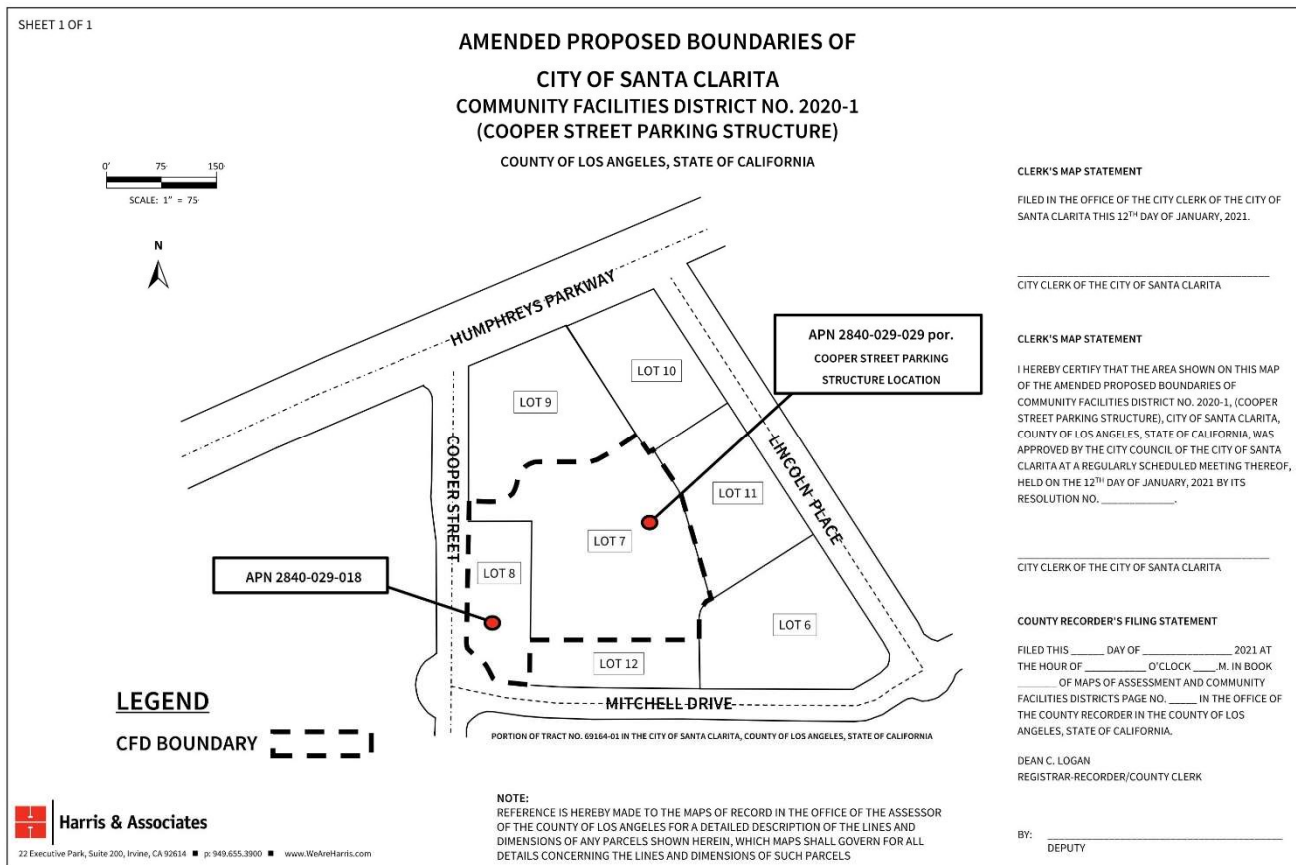 SHEET 1 OF 1
AMENDED PROPOSED BOUNDARIES OF
CITY OF SANTA CLARITA
COMMUNITY FACILITIES DISTRICT NO. 2020-1
(COOPER STREET PARKING STRUCTURE)
COUNTY OF LOS ANGELES, STATE OF CALIFORNIA
0' 75' 150'
SCALE: 1" = 75'
N
HUMPHREYS PARKWAY
COOPER STREET
LINCOLN PLACE
MITCHELL DRIVE
LOT 10
LOT 9
LOT 11
LOT 7
LOT 8
LOT 6
LOT 12
APN 2840-029-029 por.
COOPER STREET PARKING
STRUCTURE LOCATION
APN 2840-029-018
LEGEND
CFD BOUNDARY
PORTION OF TRACT NO. 69164-01 IN THE CITY OF SANTA CLARITA, COUNTY OF LOS ANGELES, STATE OF CALIFORNIA
NOTE:
REFERENCE IS HEREBY MADE TO THE MAPS OF RECORD IN THE OFFICE OF THE ASSESSOR
OF THE COUNTY OF LOS ANGELES FOR A DETAILED DESCRIPTION OF THE LINES AND
DIMENSIONS OF ANY PARCELS SHOWN HEREIN, WHICH MAPS SHALL GOVERN FOR ALL
DETAILS CONCERNING THE LINES AND DIMENSIONS OF SUCH PARCELS
Harris & Associates
22 Executive Park, Suite 200, Irvine, CA 92614 ■ p: 949.655.3900 ■ www.WeAreHarris.com
CLERK'S MAP STATEMENT
FILED IN THE OFFICE OF THE CITY CLERK OF THE CITY OF
SANTA CLARITA THIS 12TH DAY OF JANUARY, 2021.
CITY CLERK OF THE CITY OF SANTA CLARITA
CLERK'S MAP STATEMENT
I HEREBY CERTIFY THAT THE AREA SHOWN ON THIS MAP
OF THE AMENDED PROPOSED BOUNDARIES OF
COMMUNITY FACILITIES DISTRICT NO. 2020-1, (COOPER
STREET PARKING STRUCTURE), CITY OF SANTA CLARITA,
COUNTY OF LOS ANGELES, STATE OF CALIFORNIA, WAS
APPROVED BY THE CITY COUNCIL OF THE CITY OF SANTA
CLARITA AT A REGULARLY SCHEDULED MEETING THEREOF,
HELD ON THE 12TH DAY OF JANUARY, 2021 BY ITS
RESOLUTION NO. ____________.
CITY CLERK OF THE CITY OF SANTA CLARITA
COUNTY RECORDER'S FILING STATEMENT
FILED THIS ______ DAY OF ________________ 2021 AT
THE HOUR OF ___________ O'CLOCK ____.M. IN BOOK
_______ OF MAPS OF ASSESSMENT AND COMMUNITY
FACILITIES DISTRICTS PAGE NO. _____ IN THE OFFICE OF
THE COUNTY RECORDER IN THE COUNTY OF LOS
ANGELES, STATE OF CALIFORNIA.
DEAN C. LOGAN
REGISTRAR-RECORDER/COUNTY CLERK
BY: ____________________
DEPUTY